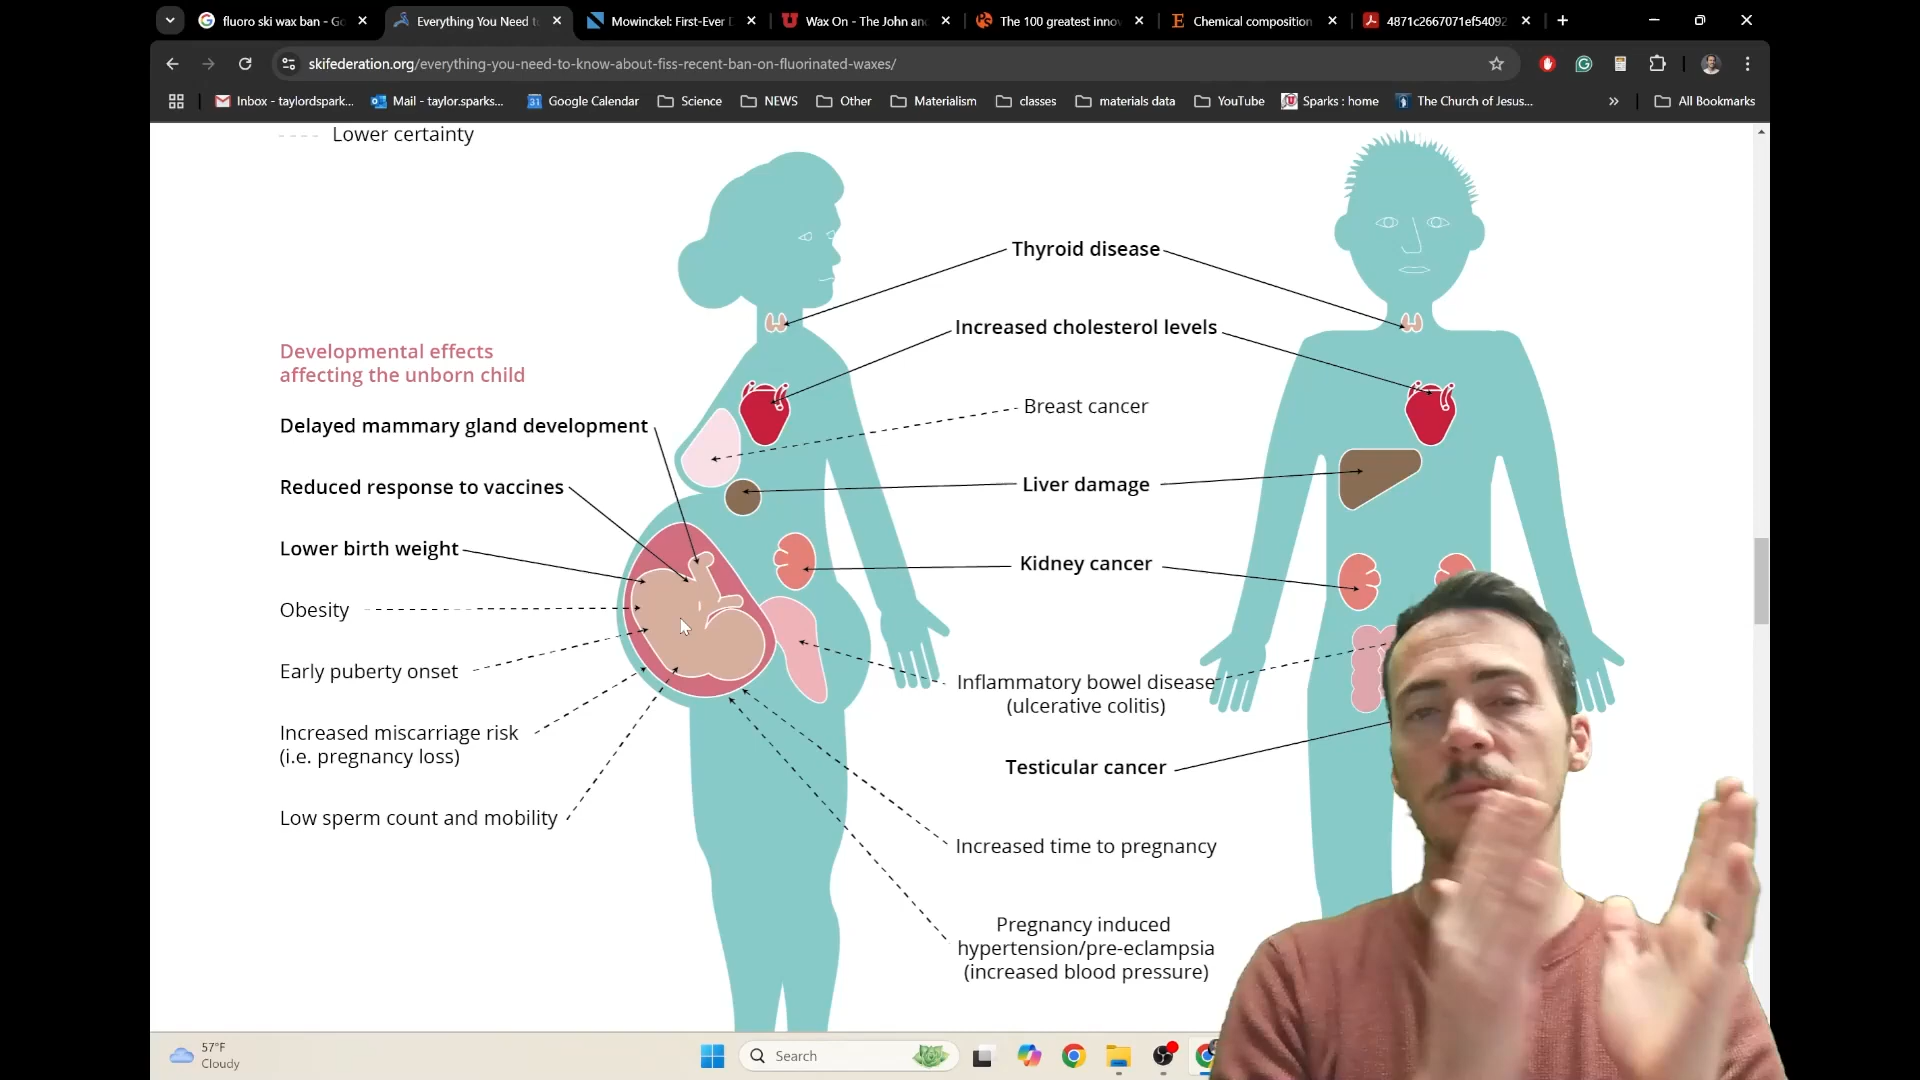 fluoro ski wax ban - Go
Everything You Need to
Mowinckel: First-Ever D
Wax On - The John and
The 100 greatest innov
Chemical composition
4871c2667071ef54092
skifederation.org/everything-you-need-to-know-about-fiss-recent-ban-on-fluorinated-waxes/
Inbox - taylordspark...
Mail - taylor.sparks...
Google Calendar
Science
NEWS
Other
Materialism
classes
materials data
YouTube
Sparks : home
The Church of Jesus...
All Bookmarks
Lower certainty
Developmental effects
affecting the unborn child
Delayed mammary gland development
Reduced response to vaccines
Lower birth weight
Obesity
Early puberty onset
Increased miscarriage risk
(i.e. pregnancy loss)
Low sperm count and mobility
Thyroid disease
Increased cholesterol levels
Breast cancer
Liver damage
Kidney cancer
Inflammatory bowel disease
(ulcerative colitis)
Testicular cancer
Increased time to pregnancy
Pregnancy induced
hypertension/pre-eclampsia
(increased blood pressure)
57°F
Cloudy
Search